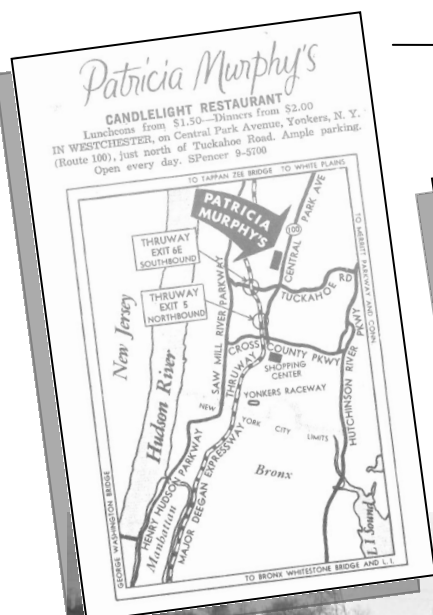 Patricia Murphy's
CANDLELIGHT RESTAURANT
Luncheons from $1.50—Dinners from $2.00
IN WESTCHESTER, on Central Park Avenue, Yonkers, N. Y.
(Route 100), just north of Tuckahoe Road. Ample parking.
Open every day. SPencer 9-5700
TO TAPPAN ZEE BRIDGE
TO WHITE PLAINS
PATRICIA
MURPHY'S
100
CENTRAL PARK AVE
TO MERRITT PARKWAY AND CONN
THRUWAY
EXIT 6E
SOUTHBOUND
THRUWAY
EXIT 5
NORTHBOUND
TUCKAHOE RD
New Jersey
Hudson River
SAW MILL RIVER PARKWAY
THRUWAY
CROSS COUNTY PKWY
SHOPPING
CENTER
HUTCHINSON RIVER PKWY
YONKERS RACEWAY
NEW YORK CITY LIMITS
Bronx
HENRY HUDSON PARKWAY
Manhattan
MAJOR DEEGAN EXPRESSWAY
GEORGE WASHINGTON BRIDGE
L I Sound
TO BRONX WHITESTONE BRIDGE AND L. I.